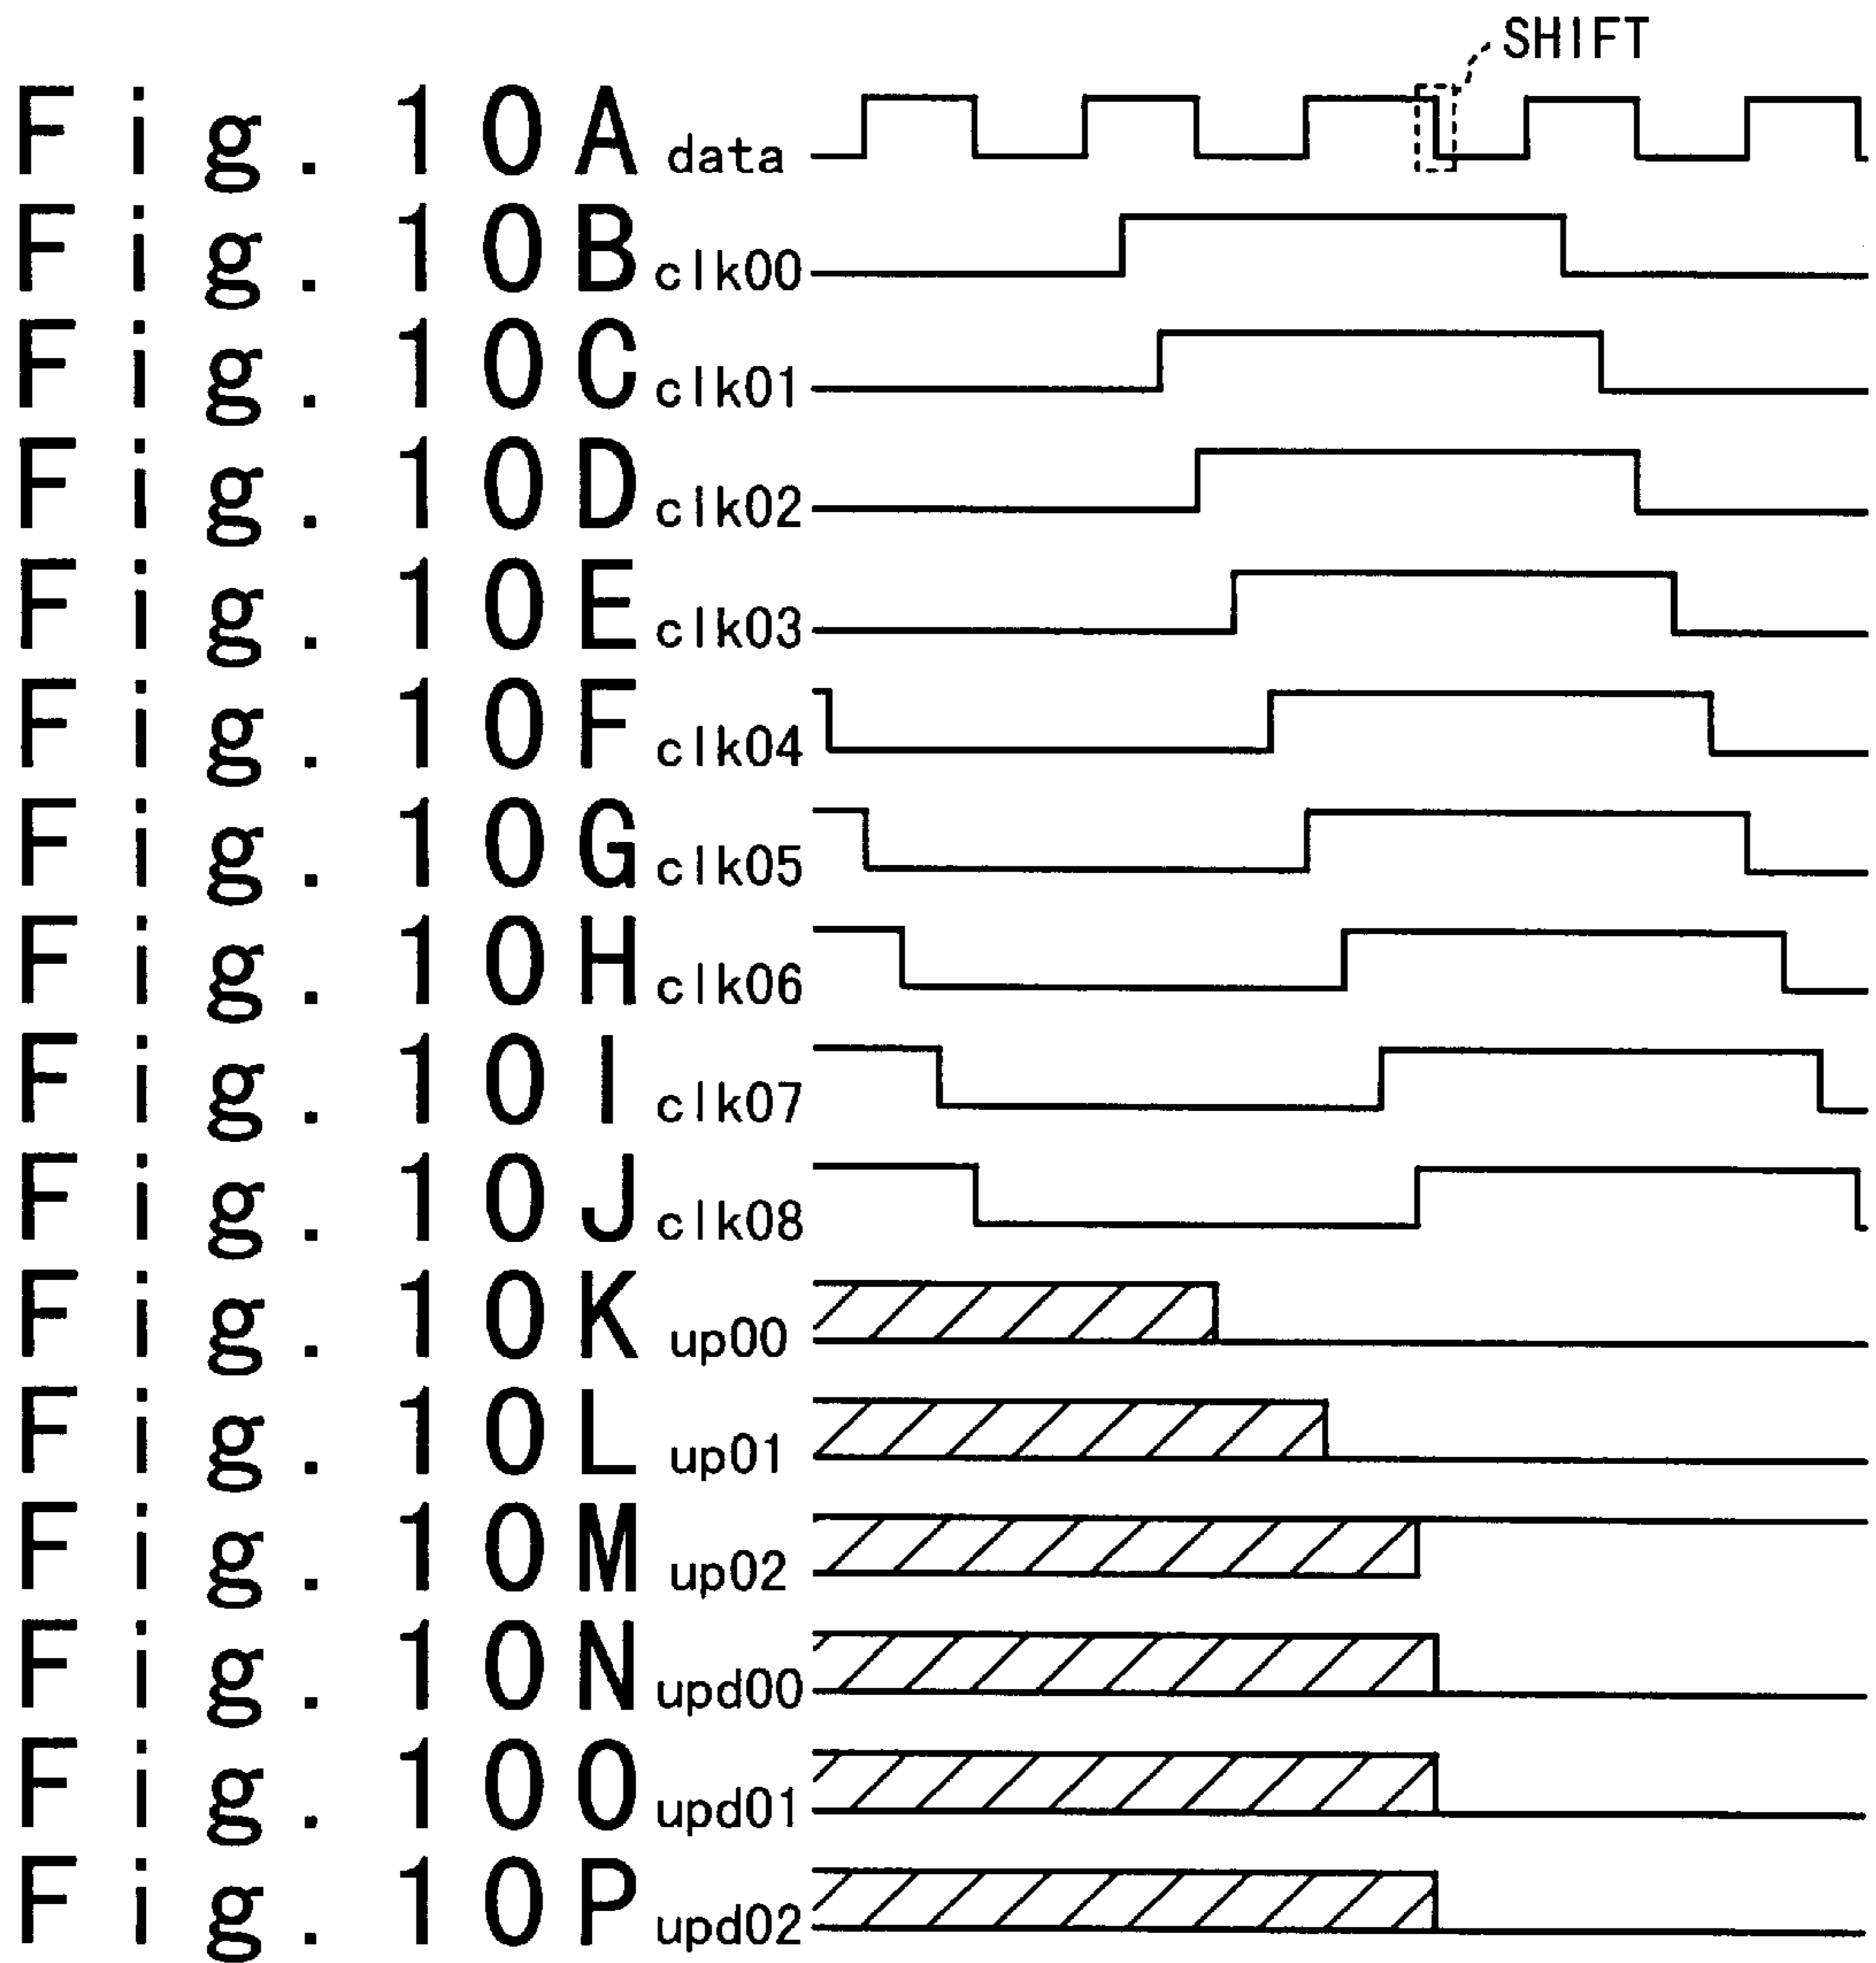 SHIFT
Fig.10A data
Fig.10B clk00
Fig.10C clk01
Fig.10D clk02
Fig.10E clk03
Fig.10F clk04
Fig.10G clk05
Fig.10H clk06
Fig.10I clk07
Fig.10J clk08
Fig.10K up00
Fig.10L up01
Fig.10M up02
Fig.10N upd00
Fig.10O upd01
Fig.10P upd02